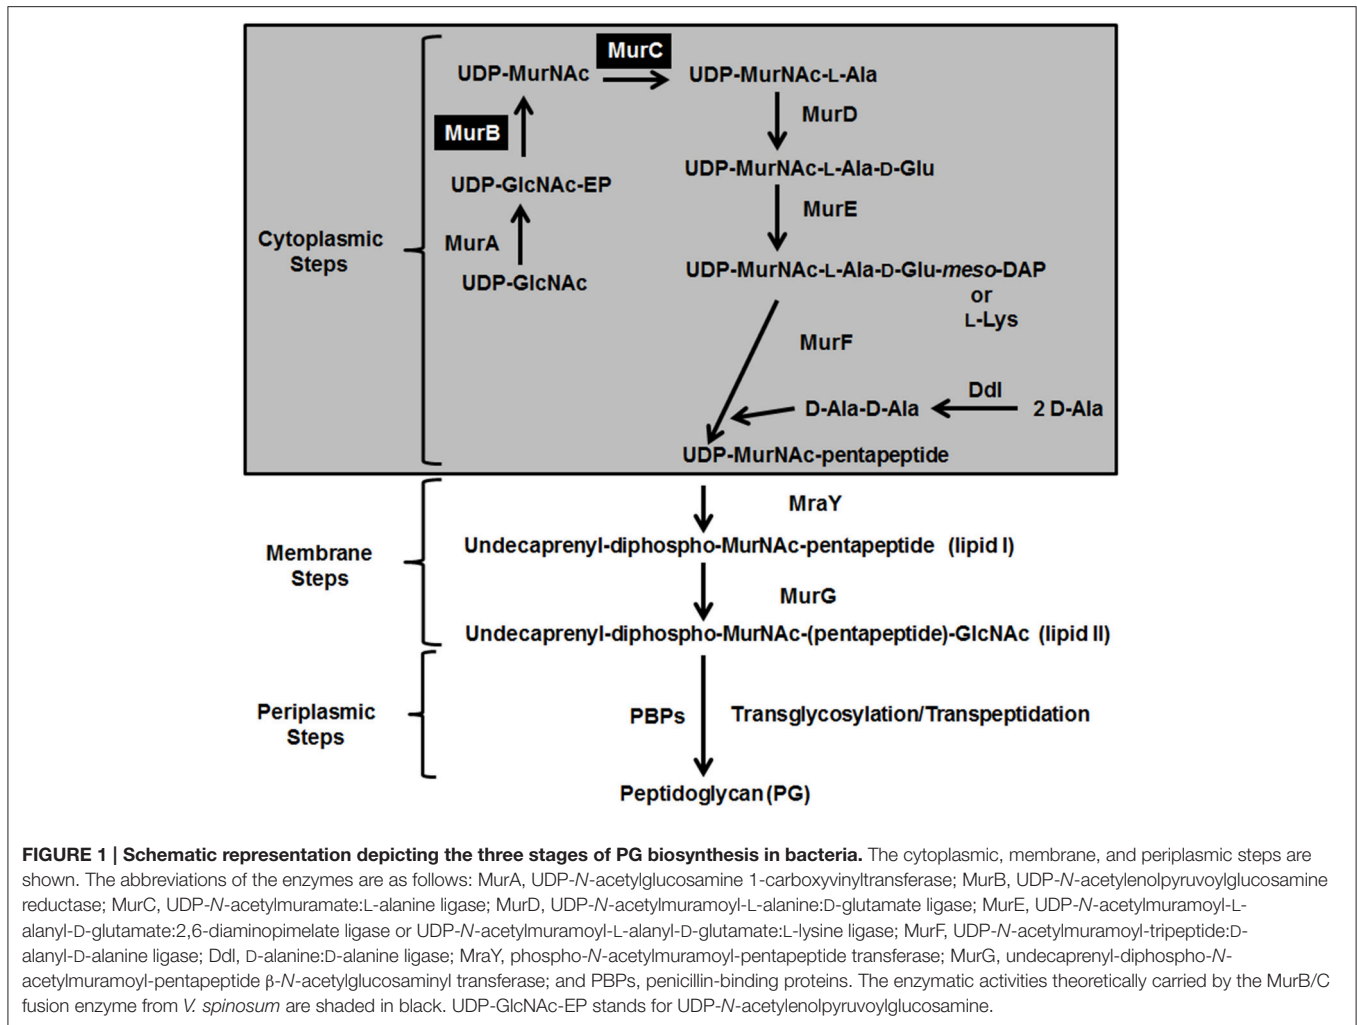 MurC
UDP-MurNAc
UDP-MurNAc-L-Ala
MurD
MurB
UDP-MurNAc-L-Ala-D-Glu
UDP-GlcNAc-EP
MurE
Cytoplasmic
Steps
MurA
UDP-GlcNAc
UDP-MurNAc-L-Ala-D-Glu-meso-DAP
or
L-Lys
MurF
Ddl
D-Ala-D-Ala
2 D-Ala
UDP-MurNAc-pentapeptide
MraY
Membrane
Steps
Undecaprenyl-diphospho-MurNAc-pentapeptide (lipid I)
MurG
Undecaprenyl-diphospho-MurNAc-(pentapeptide)-GlcNAc (lipid II)
Periplasmic
Steps
PBPs
Transglycosylation/Transpeptidation
Peptidoglycan (PG)
FIGURE 1 | Schematic representation depicting the three stages of PG biosynthesis in bacteria. The cytoplasmic, membrane, and periplasmic steps are
shown. The abbreviations of the enzymes are as follows: MurA, UDP-N-acetylglucosamine 1-carboxyvinyltransferase; MurB, UDP-N-acetylenolpyruvoylglucosamine
reductase; MurC, UDP-N-acetylmuramate:L-alanine ligase; MurD, UDP-N-acetylmuramoyl-L-alanine:D-glutamate ligase; MurE, UDP-N-acetylmuramoyl-L-
alanyl-D-glutamate:2,6-diaminopimelate ligase or UDP-N-acetylmuramoyl-L-alanyl-D-glutamate:L-lysine ligase; MurF, UDP-N-acetylmuramoyl-tripeptide:D-
alanyl-D-alanine ligase; Ddl, D-alanine:D-alanine ligase; MraY, phospho-N-acetylmuramoyl-pentapeptide transferase; MurG, undecaprenyl-diphospho-N-
acetylmuramoyl-pentapeptide β-N-acetylglucosaminyl transferase; and PBPs, penicillin-binding proteins. The enzymatic activities theoretically carried by the MurB/C
fusion enzyme from V. spinosum are shaded in black. UDP-GlcNAc-EP stands for UDP-N-acetylenolpyruvoylglucosamine.